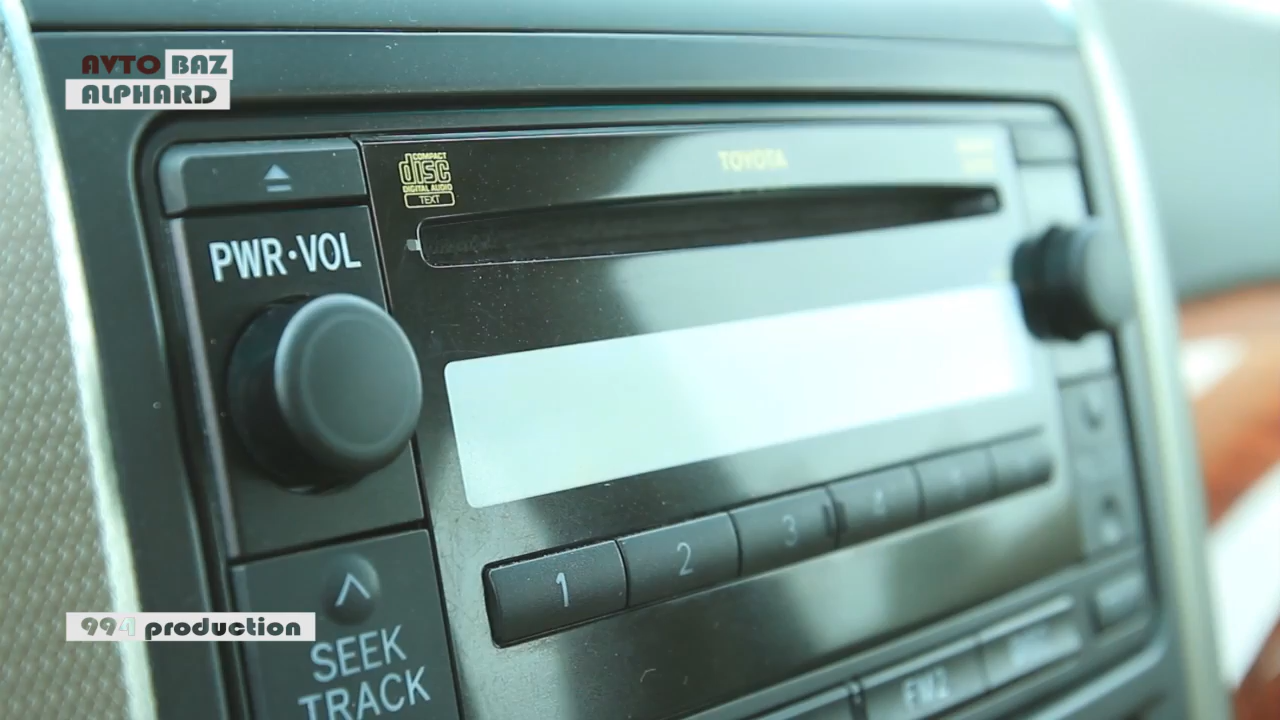 AVTO BAZ
ALPHARD
COMPACT
disc
DIGITAL AUDIO
TEXT
TOYOTA
PWR·VOL
1
2
3
4
SEEK
TRACK
FM2
994 production